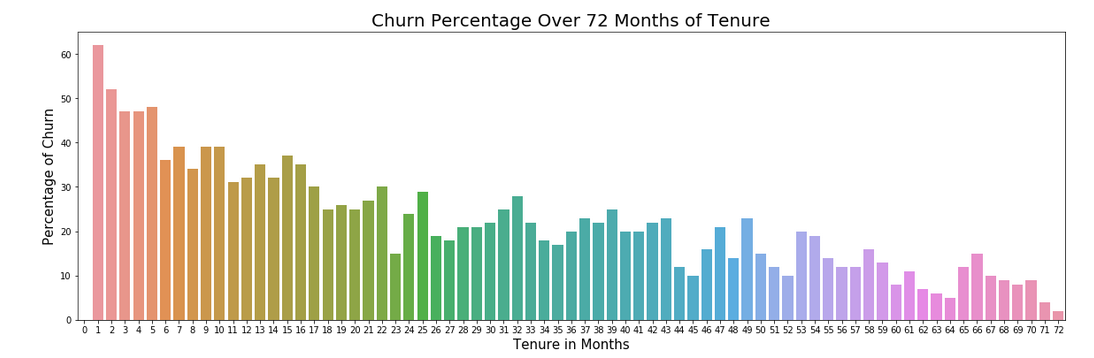 Churn Percentage Over 72 Months of Tenure
Percentage of Churn
60
50
40
30
20
10
0
0 1 2 3 4 5 6 7 8 9 10 11 12 13 14 15 16 17 18 19 20 21 22 23 24 25 26 27 28 29 30 31 32 33 34 35 36 37 38 39 40 41 42 43 44 45 46 47 48 49 50 51 52 53 54 55 56 57 58 59 60 61 62 63 64 65 66 67 68 69 70 71 72
Tenure in Months